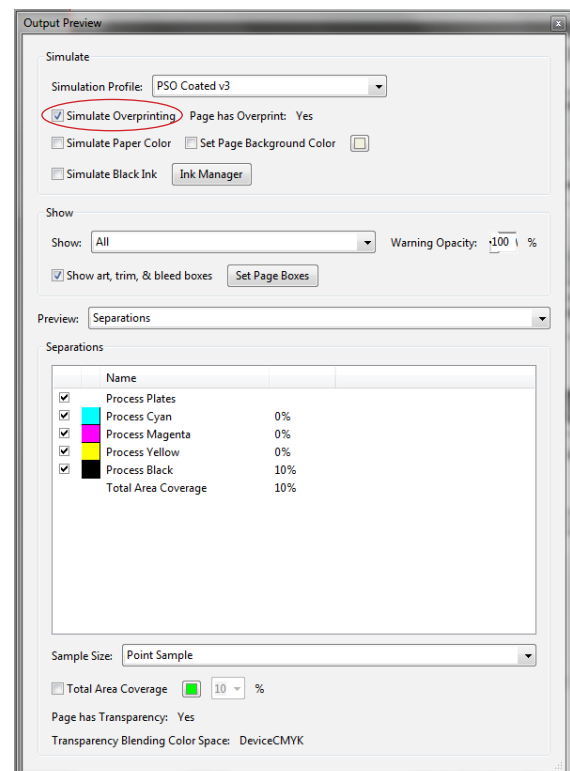 Output Preview
Simulate
Simulation Profile: PSO Coated v3
Simulate Overprinting Page has Overprint: Yes
Simulate Paper Color Set Page Background Color
Simulate Black Ink Ink Manager
Show
Show: All Warning Opacity: 100 %
Show art, trim, & bleed boxes Set Page Boxes
Preview: Separations
Separations
Name
Process Plates
Process Cyan 0%
Process Magenta 0%
Process Yellow 0%
Process Black 10%
Total Area Coverage 10%
Sample Size: Point Sample
Total Area Coverage 10 %
Page has Transparency: Yes
Transparency Blending Color Space: DeviceCMYK